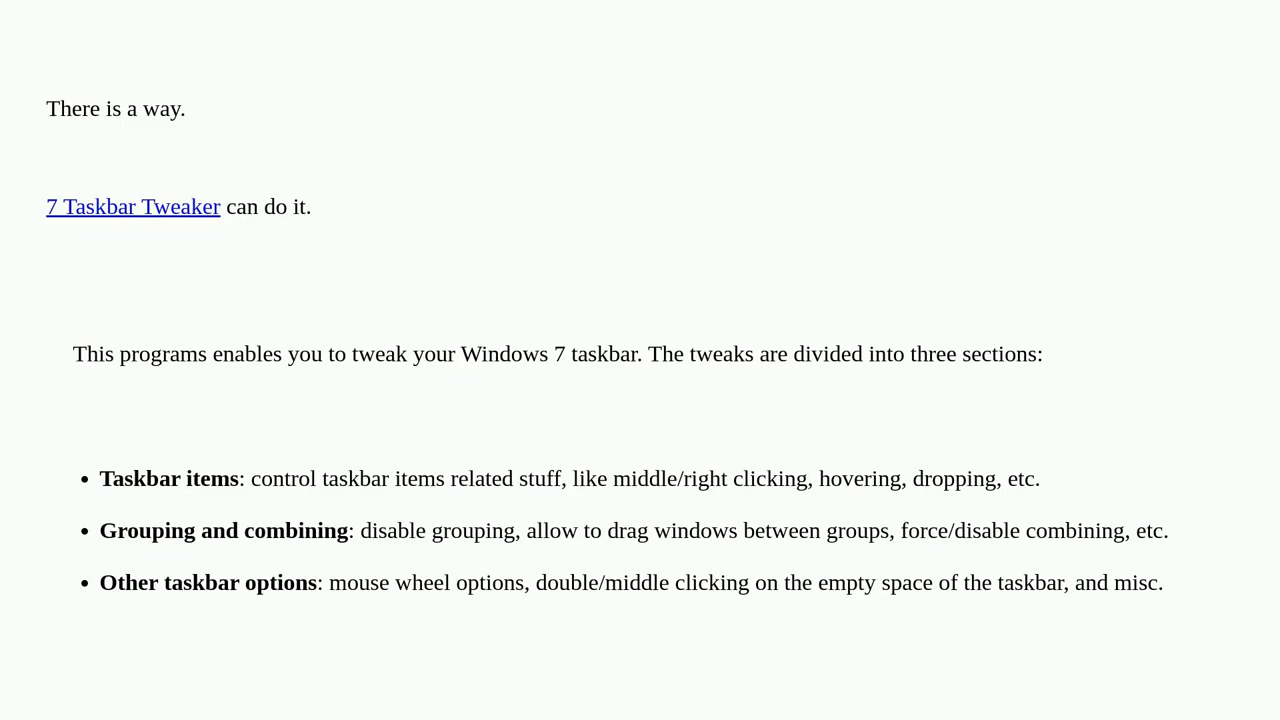 There is a way.
7 Taskbar Tweaker can do it.
This programs enables you to tweak your Windows 7 taskbar. The tweaks are divided into three sections:
• Taskbar items: control taskbar items related stuff, like middle/right clicking, hovering, dropping, etc.
• Grouping and combining: disable grouping, allow to drag windows between groups, force/disable combining, etc.
• Other taskbar options: mouse wheel options, double/middle clicking on the empty space of the taskbar, and misc.